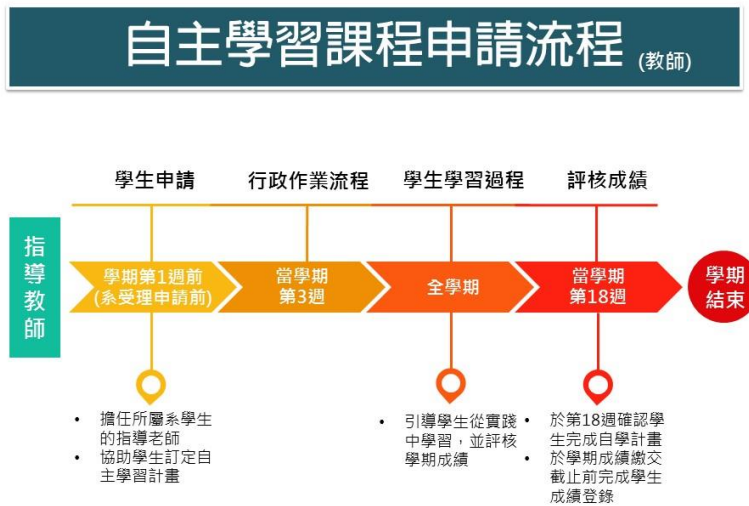 自主學習課程申請流程 (教師)
學生申請
行政作業流程
學生學習過程
評核成績
指導教師
學期第1週前
(系受理申請前)
當學期
第3週
全學期
當學期
第18週
學期
結束
• 擔任所屬系學生
的指導老師
• 協助學生訂定自
主學習計畫
• 引導學生從實踐
中學習，並評核
學期成績
• 於第18週確認學
生完成自學計畫
• 於學期成績繳交
截止前完成學生
成績登錄